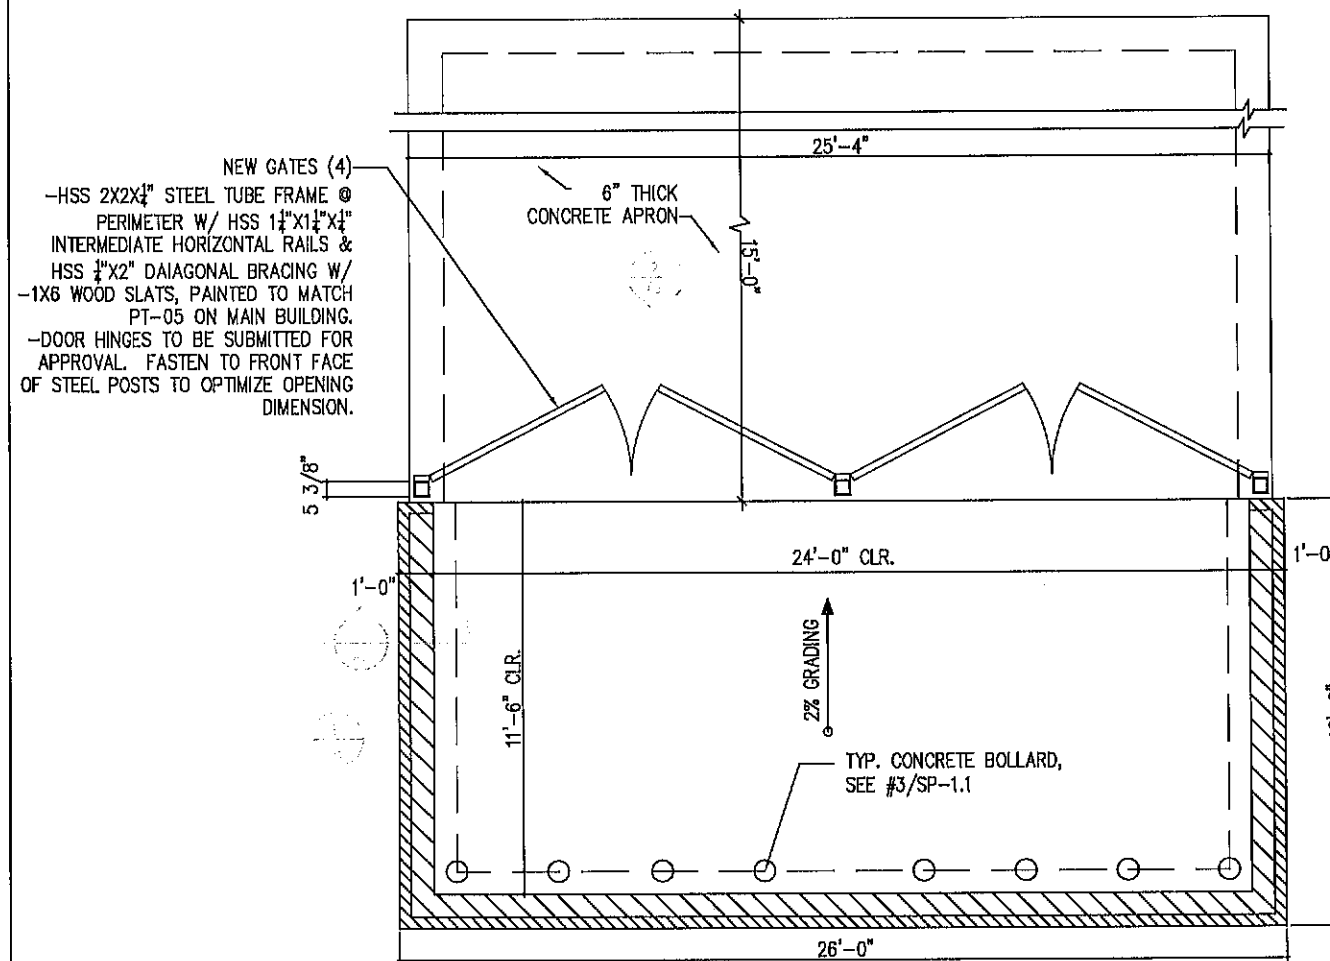 25'-4"
NEW GATES (4)
-HSS 2X2X¼" STEEL TUBE FRAME @
PERIMETER W/ HSS 1¼"X1¼"X¼"
INTERMEDIATE HORIZONTAL RAILS &
HSS ¼"X2" DAIAGONAL BRACING W/
-1X6 WOOD SLATS, PAINTED TO MATCH
PT-05 ON MAIN BUILDING.
-DOOR HINGES TO BE SUBMITTED FOR
APPROVAL. FASTEN TO FRONT FACE
OF STEEL POSTS TO OPTIMIZE OPENING
DIMENSION.
6" THICK
CONCRETE APRON
15'-0"
5 3/8"
24'-0" CLR.
1'-0"
1'-0
11'-6" CLR.
2% GRADING
TYP. CONCRETE BOLLARD,
SEE #3/SP-1.1
26'-0"